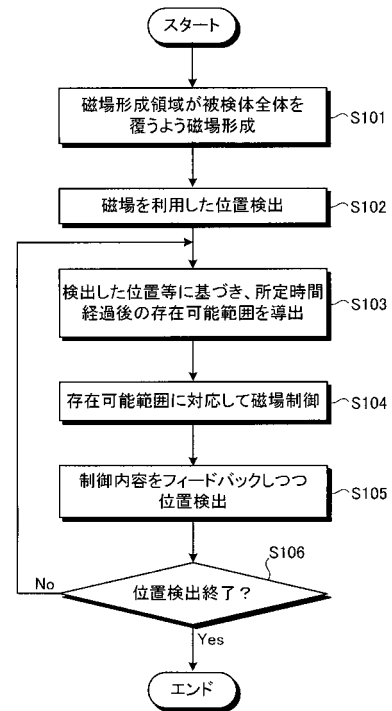 スタート
磁場形成領域が被検体全体を
覆うよう磁場形成
S101
磁場を利用した位置検出
S102
検出した位置等に基づき、所定時間
経過後の存在可能範囲を導出
S103
存在可能範囲に対応して磁場制御
S104
制御内容をフィードバックしつつ
位置検出
S105
S106
位置検出終了?
No
Yes
エンド